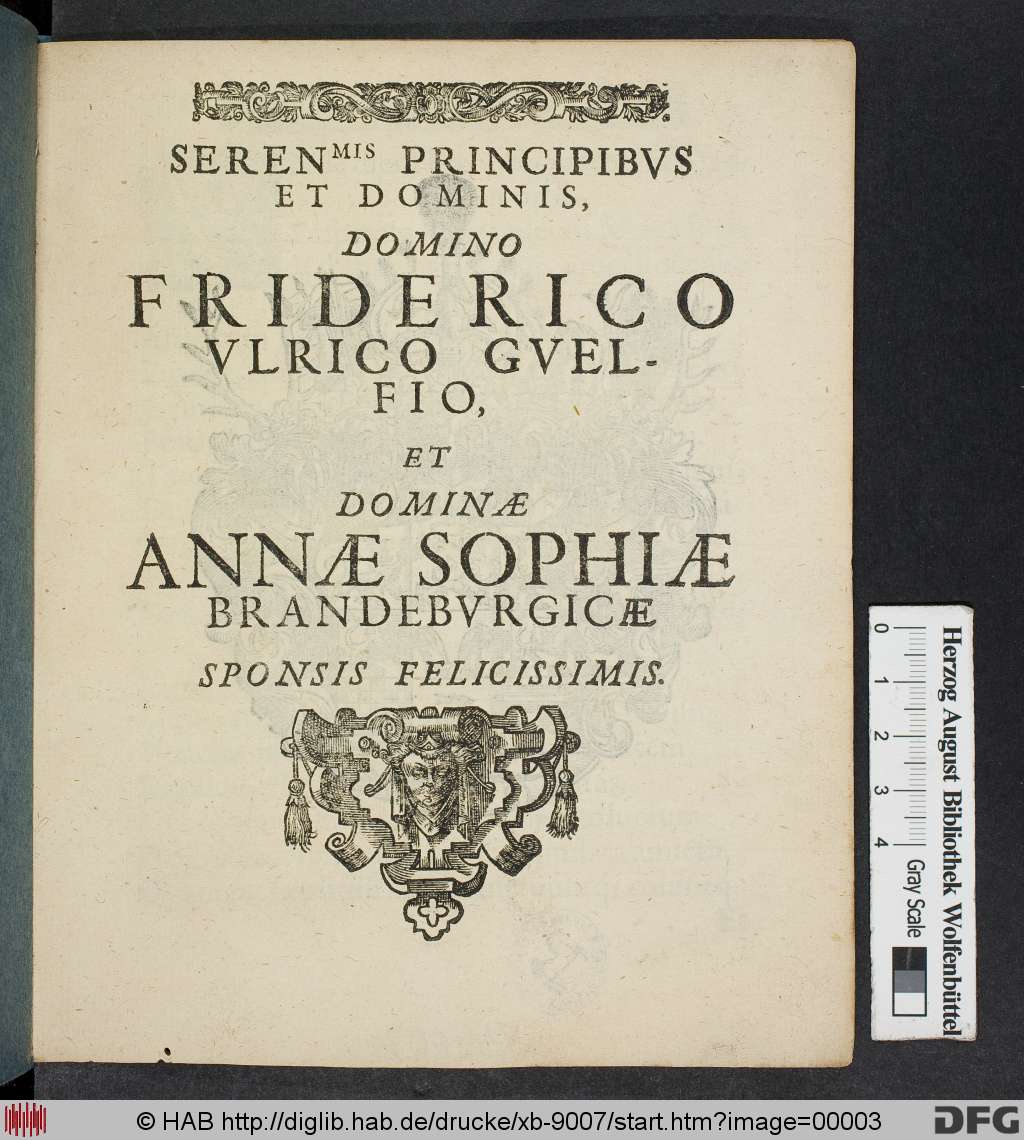 SEREN^MIS PRINCIPIBVS
ET DOMINIS,
DOMINO
FRIDERICO
VLRICO GVEL-
FIO,
ET
DOMINÆ
ANNÆ SOPHIÆ
BRANDEBVRGICÆ
SPONSIS FELICISSIMIS.
0
1
2
3
4
Gray Scale
Herzog August Bibliothek Wolfenbüttel
© HAB http://diglib.hab.de/drucke/xb-9007/start.htm?image=00003
DFG